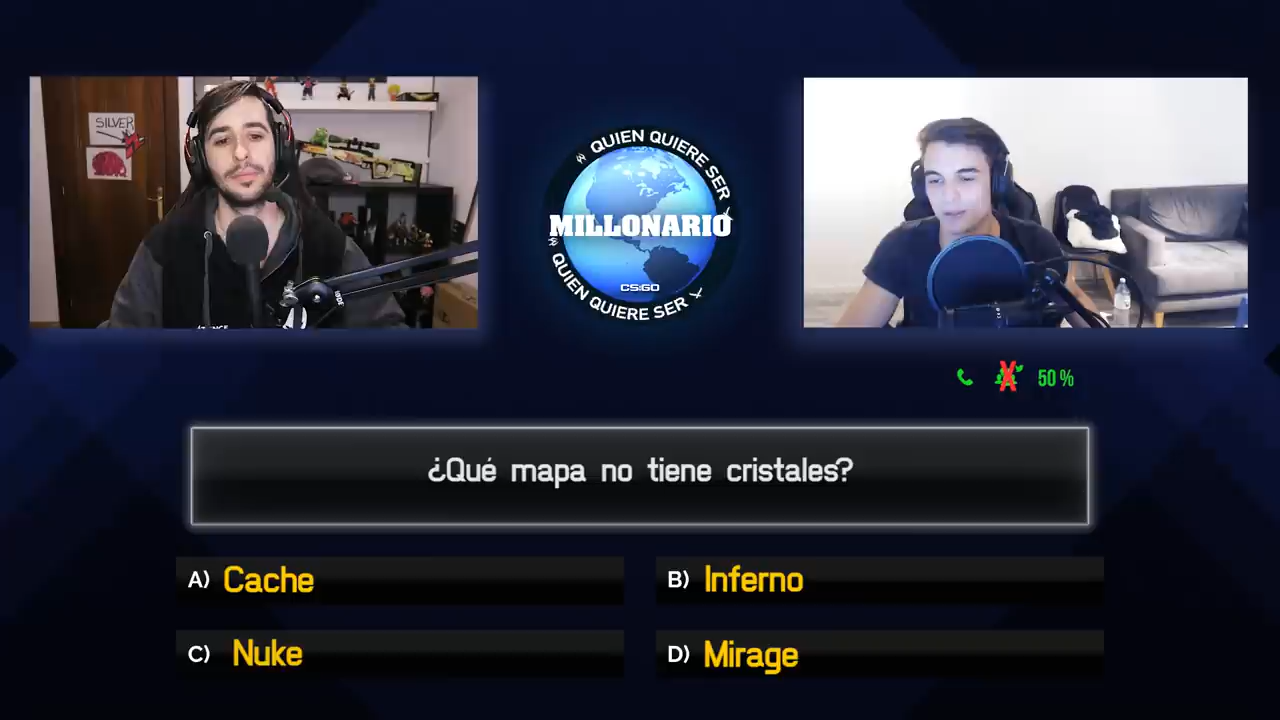 SILVER
QUIEN QUIERE SER
MILLONARIO
CS:GO
QUIEN QUIERE SER
50%
¿Qué mapa no tiene cristales?
A) Cache
B) Inferno
C) Nuke
D) Mirage